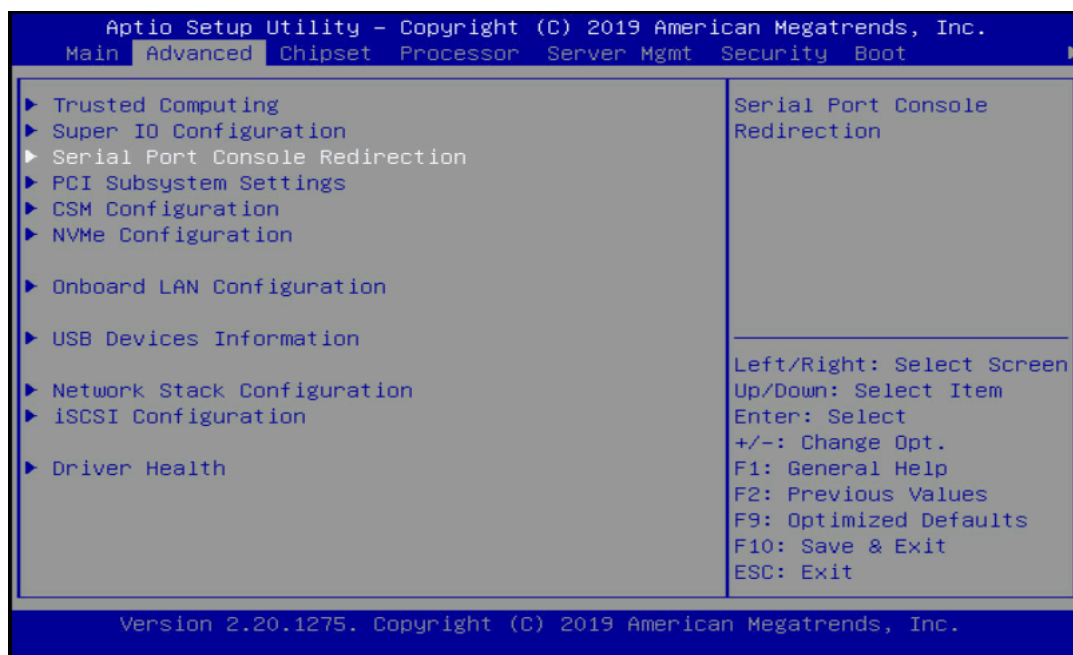 Aptio Setup Utility – Copyright (C) 2019 American Megatrends, Inc.
Main Advanced Chipset Processor Server Mgmt Security Boot
Trusted Computing
Super IO Configuration
Serial Port Console Redirection
PCI Subsystem Settings
CSM Configuration
NVMe Configuration
Onboard LAN Configuration
USB Devices Information
Network Stack Configuration
iSCSI Configuration
Driver Health
Serial Port Console
Redirection
Left/Right: Select Screen
Up/Down: Select Item
Enter: Select
+/-: Change Opt.
F1: General Help
F2: Previous Values
F9: Optimized Defaults
F10: Save & Exit
ESC: Exit
Version 2.20.1275. Copyright (C) 2019 American Megatrends, Inc.